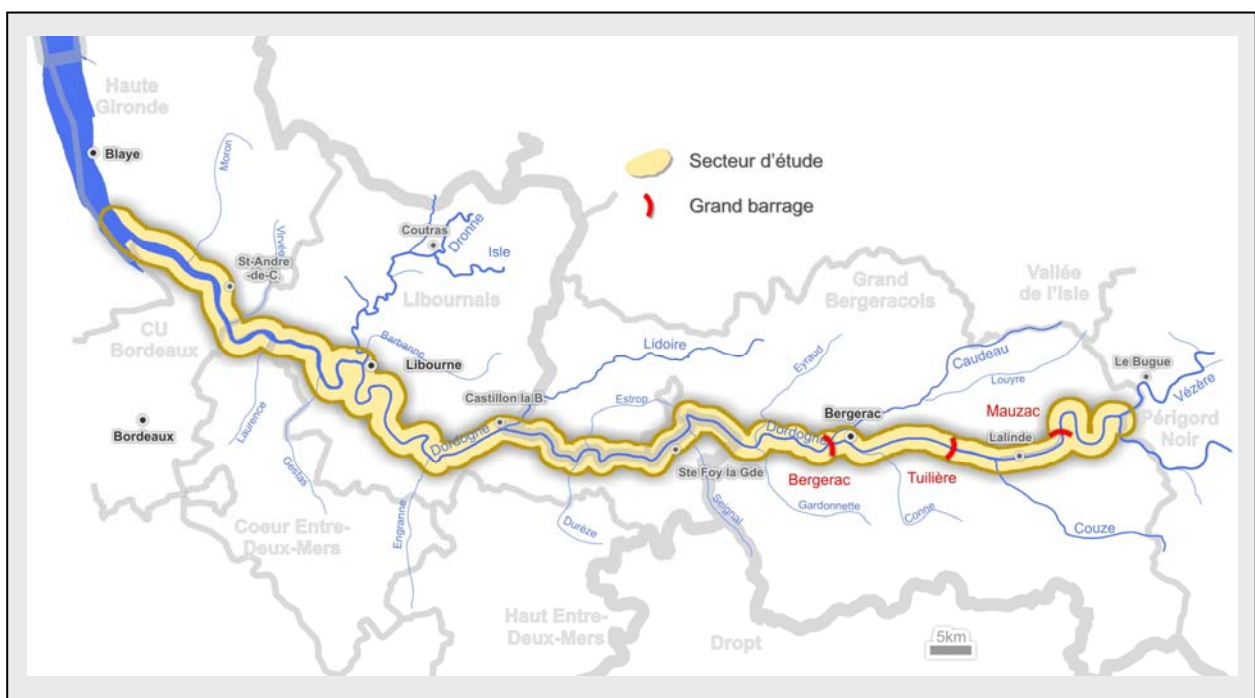 Haute
Gironde
Blaye
Moron
Secteur d'étude
Grand barrage
Virvée
St-Andre
-de-C.
Coutras
Dronne
Isle
Libournais
Grand
Bergeracois
Vallée
de l'Isle
CU
Bordeaux
Barbanne
Libourne
Lidoire
Eyraud
Caudeau
Louyre
Le Bugue
Vézère
Castillon la B.
Estrop
Bordeaux
Laurence
Gestas
Dordogne
Dordogne
Bergerac
Mauzac
Lalinde
Périgord
Noir
Ste Foy la Gde
Bergerac
Tuilière
Engranne
Durèze
Seignal
Gardonnette
Conne
Couze
Coeur Entre-
Deux-Mers
Haut Entre-
Deux-Mers
Dropt
5km